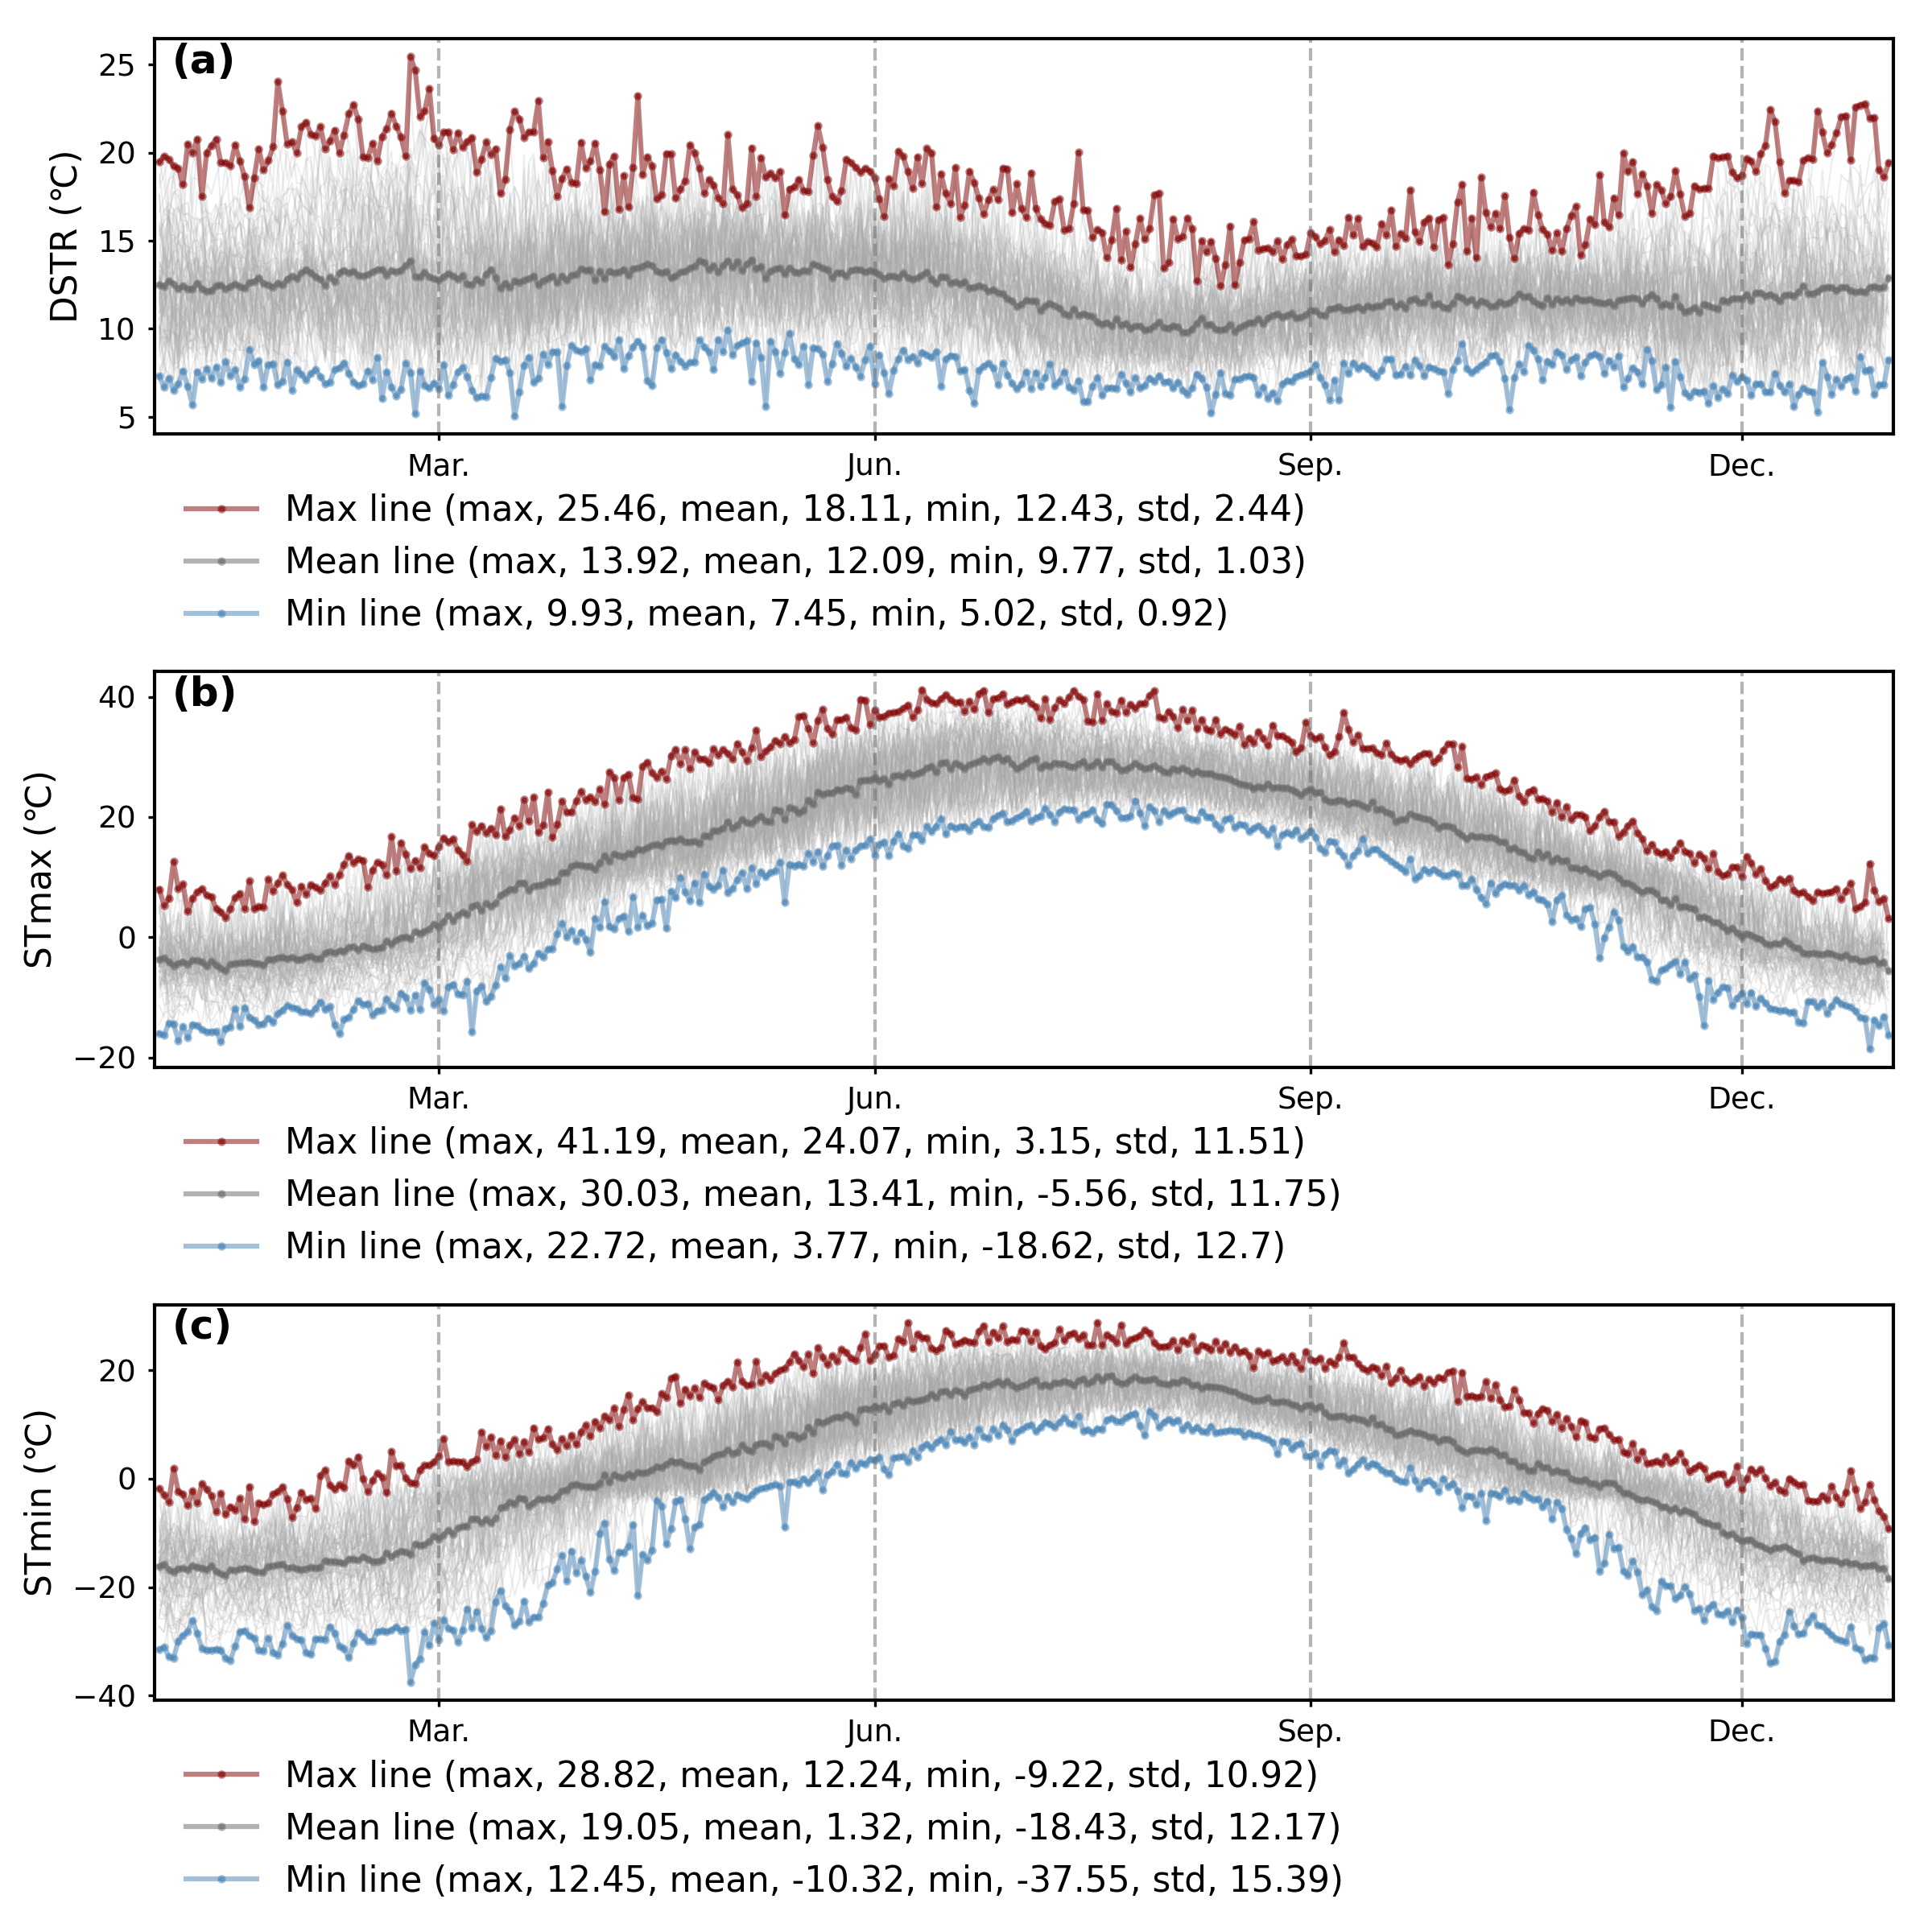 (a)
25
20
15
10
5
DSTR (℃)
Mar. Jun. Sep. Dec.
Max line (max, 25.46, mean, 18.11, min, 12.43, std, 2.44)
Mean line (max, 13.92, mean, 12.09, min, 9.77, std, 1.03)
Min line (max, 9.93, mean, 7.45, min, 5.02, std, 0.92)
(b)
40
20
0
−20
STmax (℃)
Mar. Jun. Sep. Dec.
Max line (max, 41.19, mean, 24.07, min, 3.15, std, 11.51)
Mean line (max, 30.03, mean, 13.41, min, -5.56, std, 11.75)
Min line (max, 22.72, mean, 3.77, min, -18.62, std, 12.7)
(c)
20
0
−20
−40
STmin (℃)
Mar. Jun. Sep. Dec.
Max line (max, 28.82, mean, 12.24, min, -9.22, std, 10.92)
Mean line (max, 19.05, mean, 1.32, min, -18.43, std, 12.17)
Min line (max, 12.45, mean, -10.32, min, -37.55, std, 15.39)